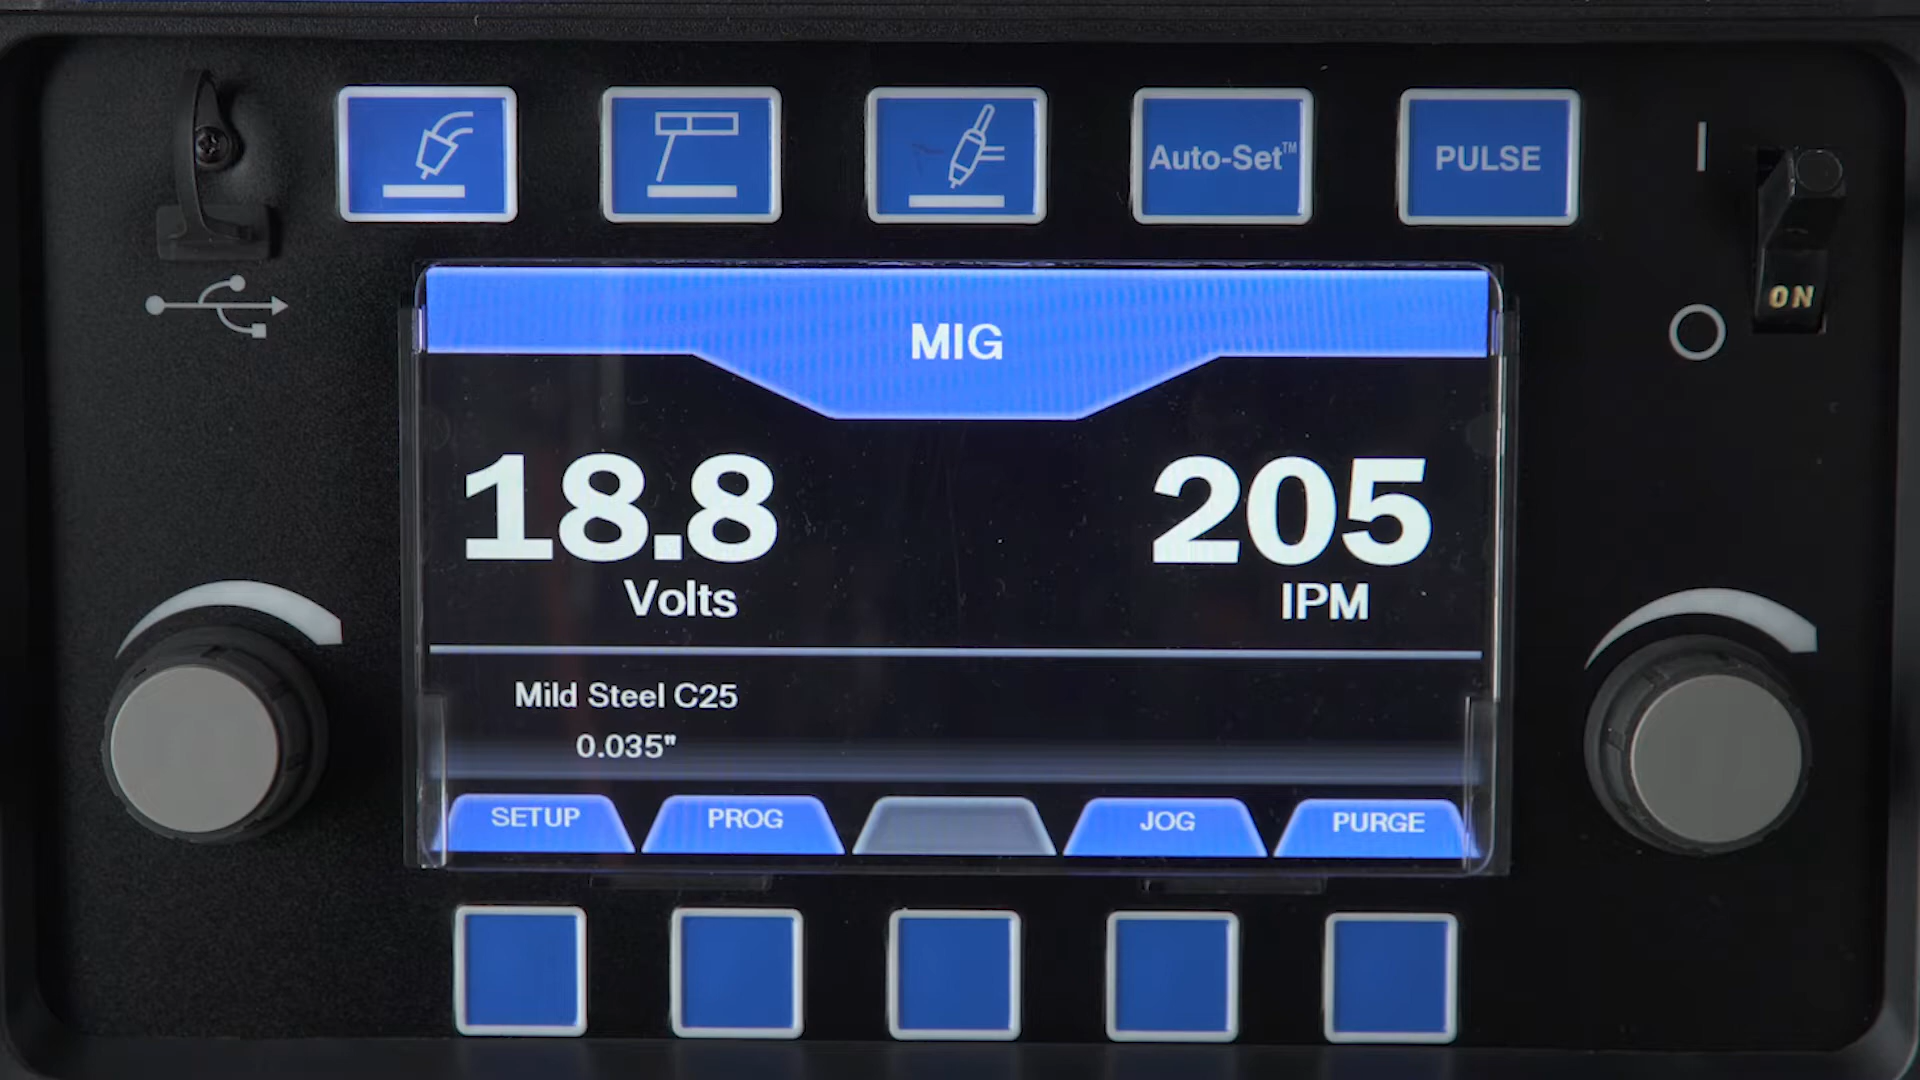 Auto-Set™
PULSE
ON
MIG
18.8
Volts
205
IPM
Mild Steel C25
0.035"
SETUP
PROG
JOG
PURGE